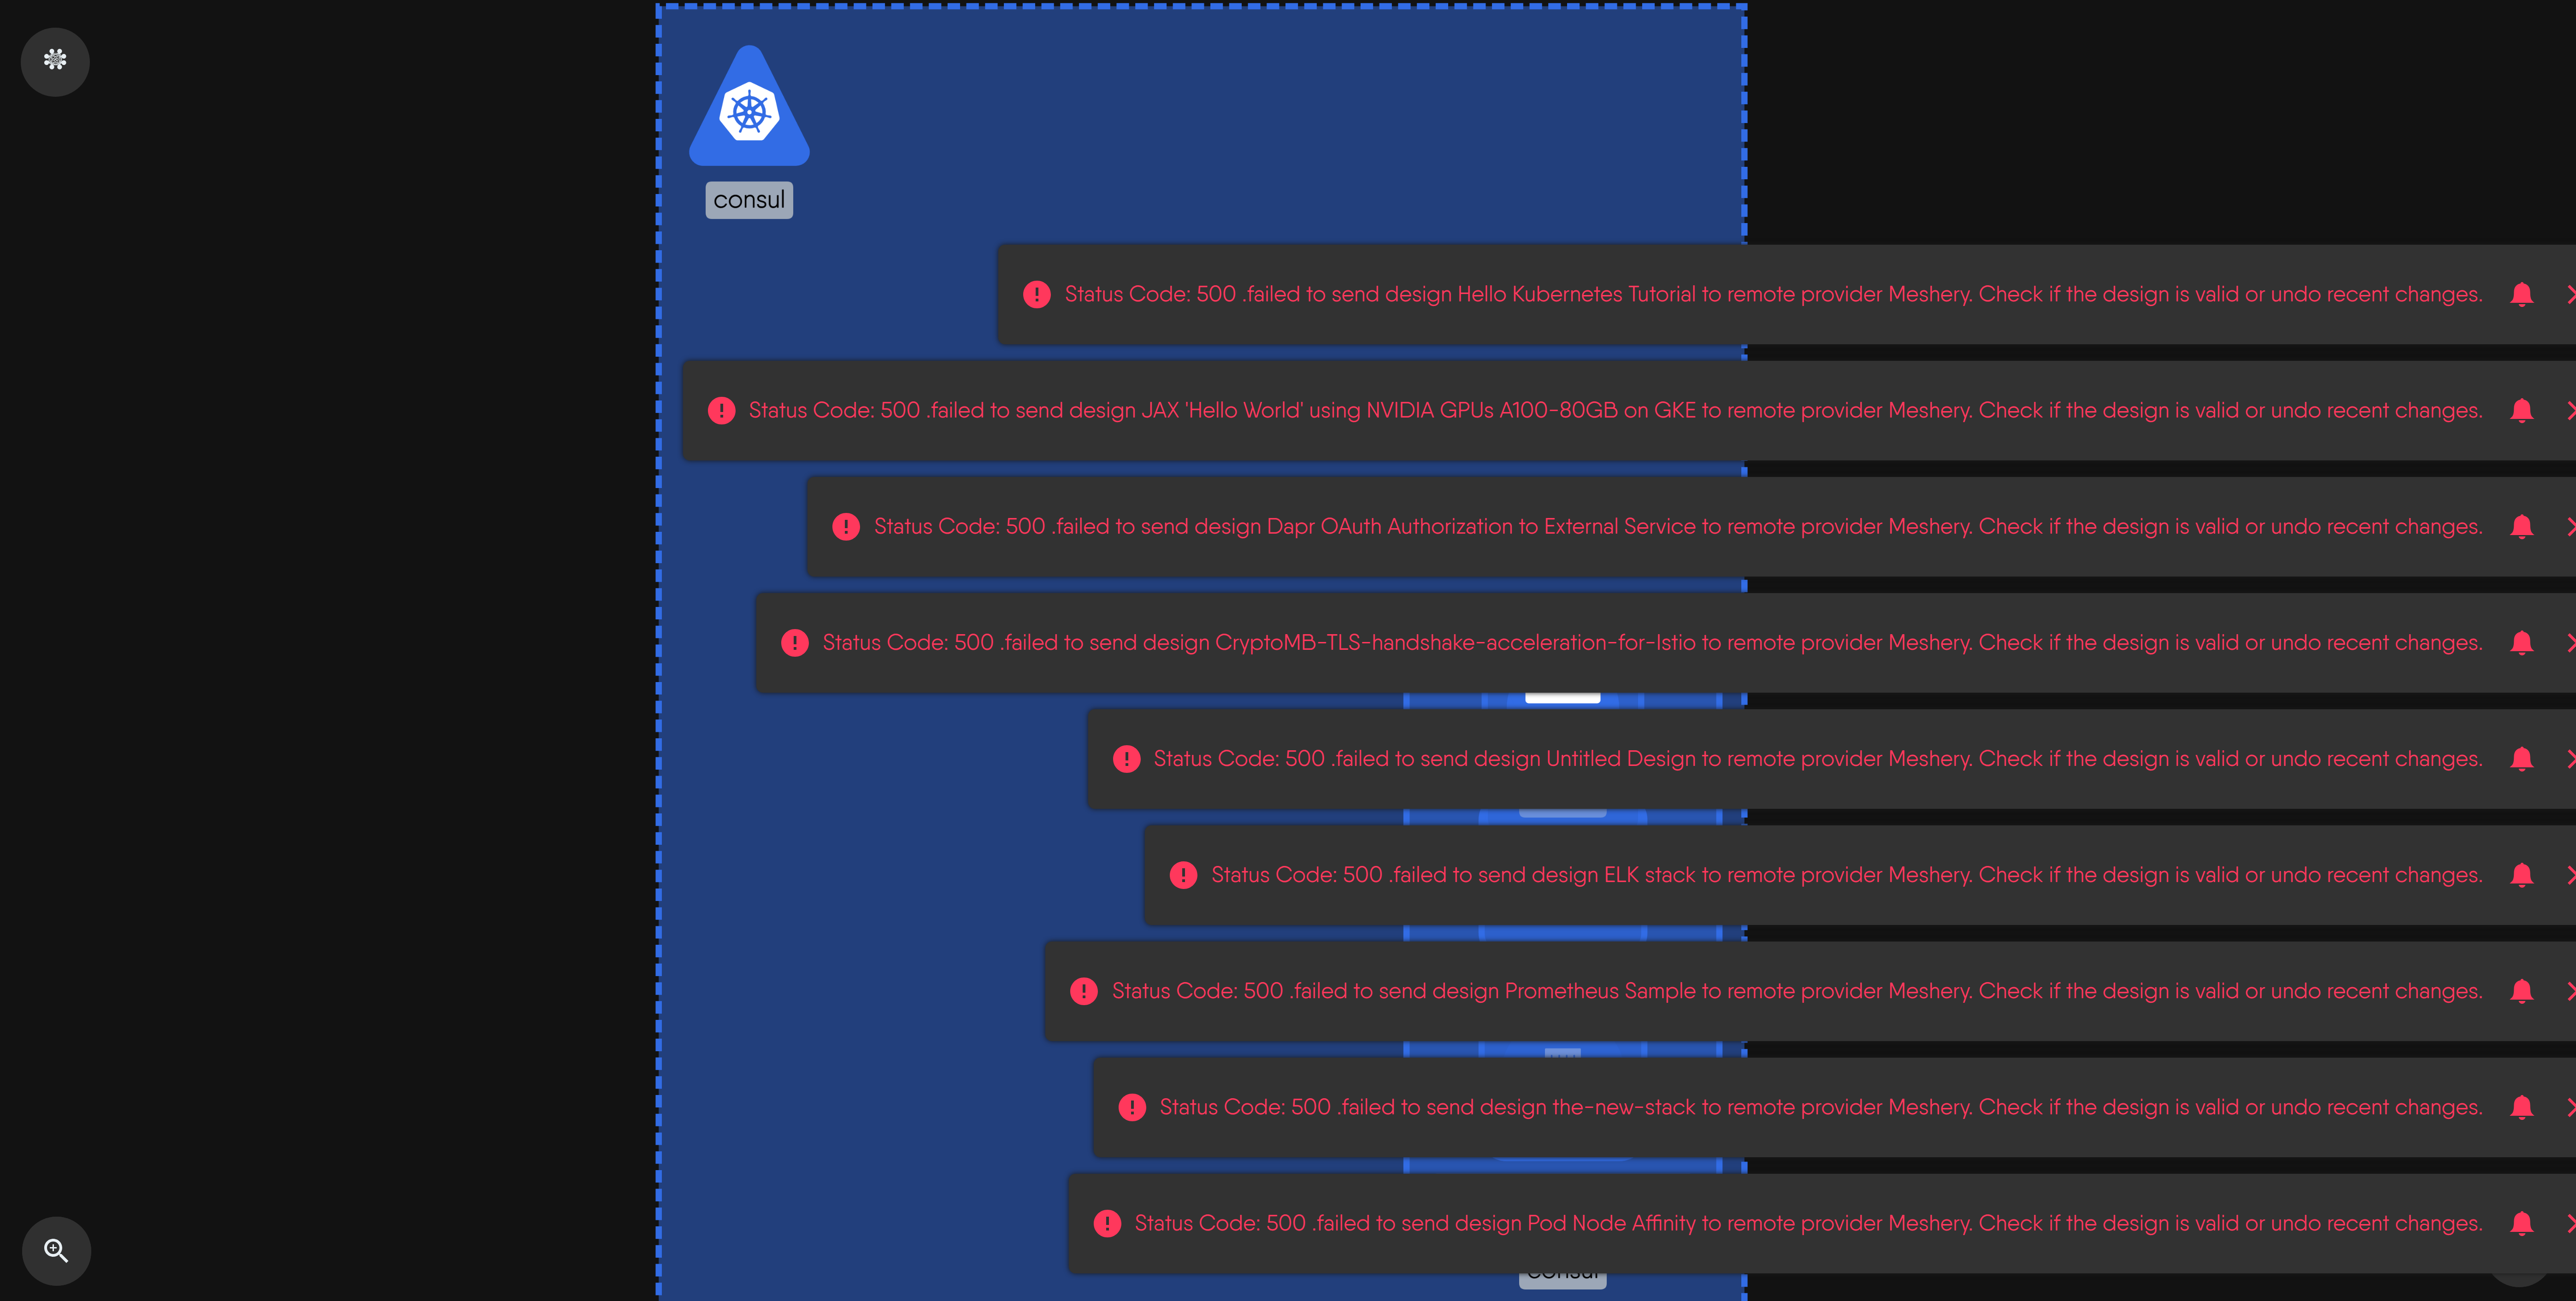 consul
Status Code: 500 .failed to send design Hello Kubernetes Tutorial to remote provider Meshery. Check if the design is valid or undo recent changes.
Status Code: 500 .failed to send design JAX 'Hello World' using NVIDIA GPUs A100-80GB on GKE to remote provider Meshery. Check if the design is valid or undo recent changes.
Status Code: 500 .failed to send design Dapr OAuth Authorization to External Service to remote provider Meshery. Check if the design is valid or undo recent changes.
Status Code: 500 .failed to send design CryptoMB-TLS-handshake-acceleration-for-Istio to remote provider Meshery. Check if the design is valid or undo recent changes.
Status Code: 500 .failed to send design Untitled Design to remote provider Meshery. Check if the design is valid or undo recent changes.
Status Code: 500 .failed to send design ELK stack to remote provider Meshery. Check if the design is valid or undo recent changes.
Status Code: 500 .failed to send design Prometheus Sample to remote provider Meshery. Check if the design is valid or undo recent changes.
Status Code: 500 .failed to send design the-new-stack to remote provider Meshery. Check if the design is valid or undo recent changes.
Status Code: 500 .failed to send design Pod Node Affinity to remote provider Meshery. Check if the design is valid or undo recent changes.
consul